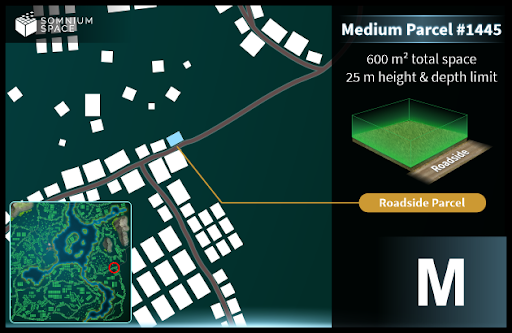 SOMNIUM
SPACE
Medium Parcel #1445
600 m² total space
25 m height & depth limit
Roadside
Roadside Parcel
M